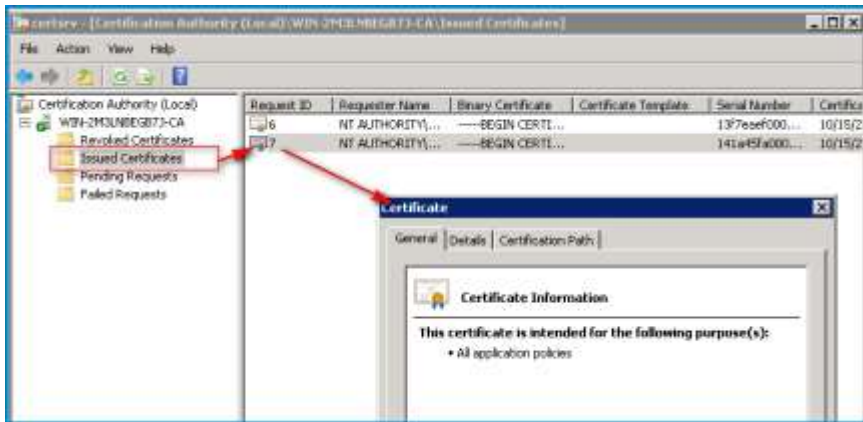 certsrv - [Certification Authority (Local)\WIN-2M3LN8EGB73-CA\Issued Certificates]
File Action View Help
Certification Authority (Local)
WIN-2M3LN8EGB73-CA
Revoked Certificates
Issued Certificates
Pending Requests
Failed Requests
Request ID Requester Name Binary Certificate Certificate Template Serial Number Certific
6 NT AUTHORITY\... -----BEGIN CERTI... 10/15/2
7 NT AUTHORITY\... -----BEGIN CERTI... 141a45fa000... 10/15/2
Certificate
General Details Certification Path
Certificate Information
This certificate is intended for the following purpose(s):
• All application policies